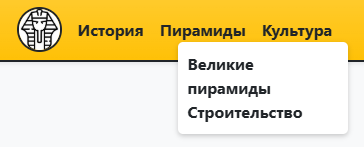 История Пирамиды Культура
Великие
пирамиды
Строительство